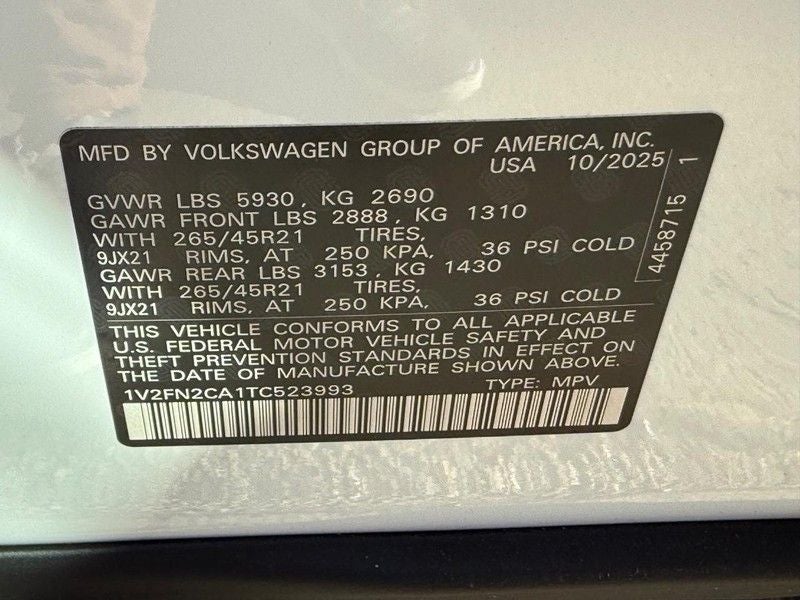 MFD BY VOLKSWAGEN GROUP OF AMERICA, INC.
USA 10/2025
GVWR LBS 5930, KG 2690
GAWR FRONT LBS 2888, KG 1310
WITH 265/45R21 TIRES,
9JX21 RIMS, AT 250 KPA, 36 PSI COLD
GAWR REAR LBS 3153, KG 1430
WITH 265/45R21 TIRES,
9JX21 RIMS, AT 250 KPA, 36 PSI COLD
THIS VEHICLE CONFORMS TO ALL APPLICABLE
U.S. FEDERAL MOTOR VEHICLE SAFETY AND
THEFT PREVENTION STANDARDS IN EFFECT ON
THE DATE OF MANUFACTURE SHOWN ABOVE.
1V2FN2CA1TC523993 TYPE: MPV
4458715 1